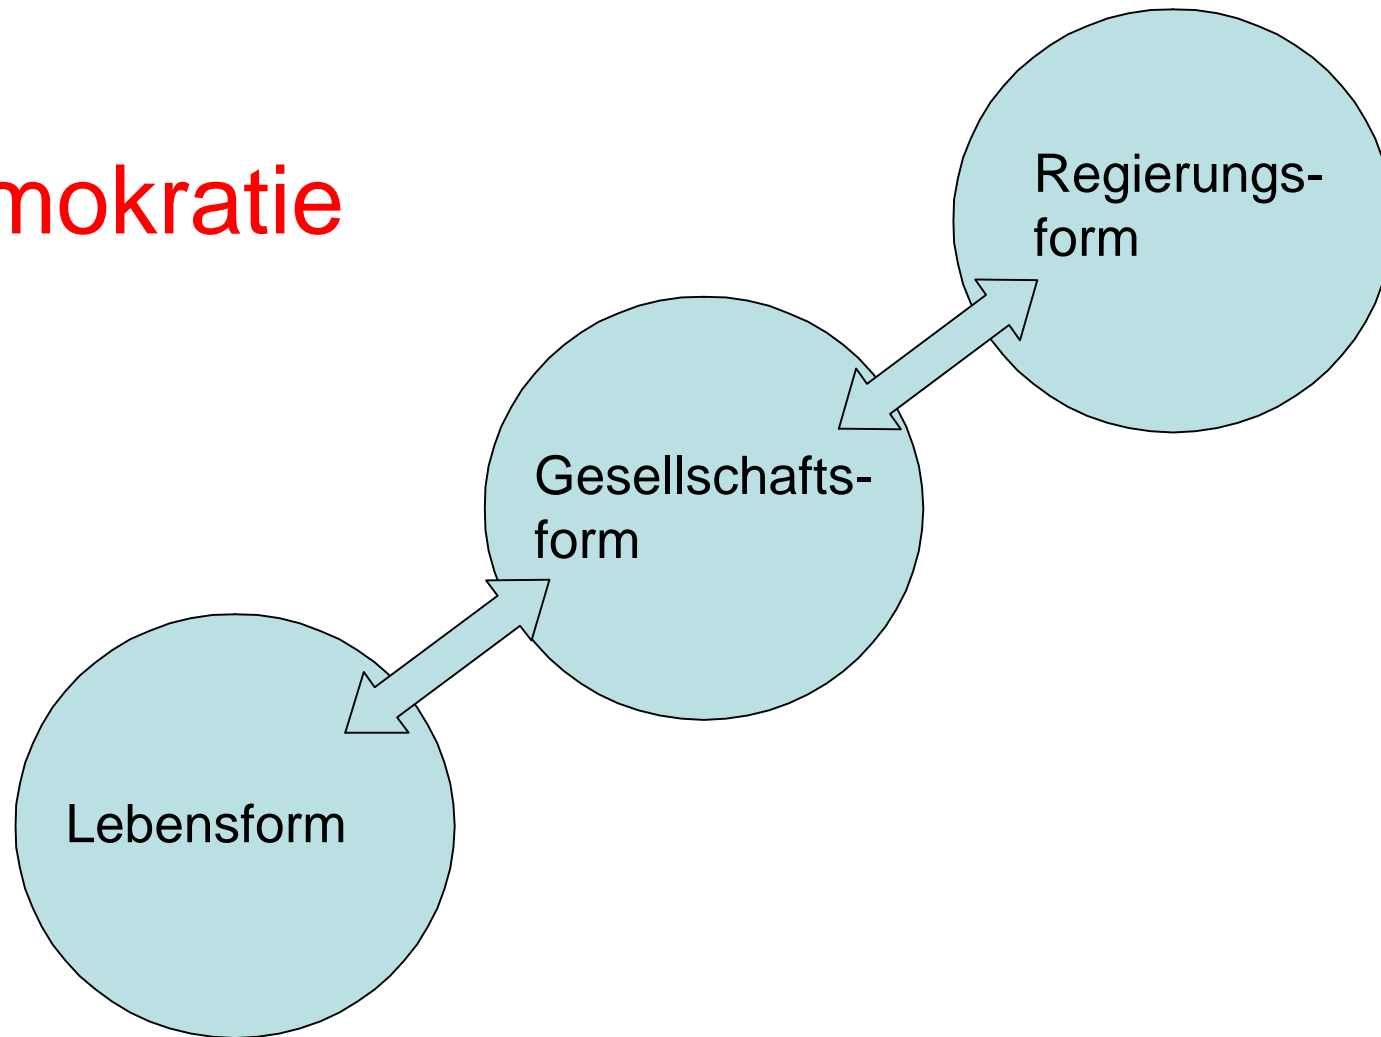 mokratie
Regierungs-
form
Gesellschafts-
form
Lebensform